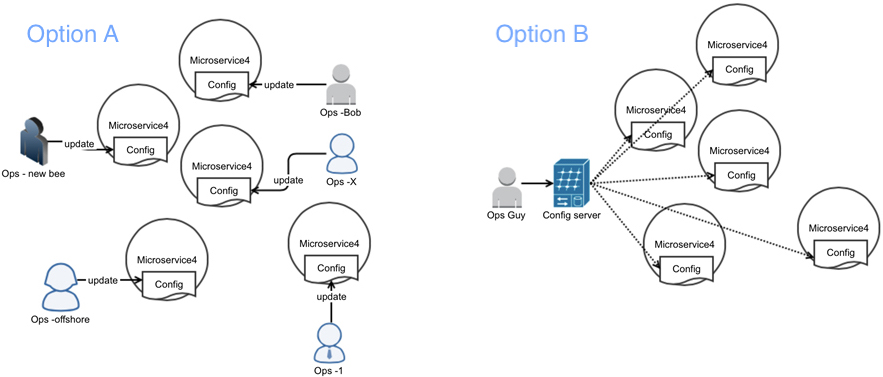 Option A
Microservice4
Config
update
Ops -Bob
Microservice4
Config
update
Ops - new bee
Microservice4
Config
update
Ops -X
Microservice4
Config
update
Ops -offshore
Microservice4
Config
update
Ops -1
Option B
Microservice4
Config
Microservice4
Config
Microservice4
Config
Ops Guy
Config server
Microservice4
Config
Microservice4
Config